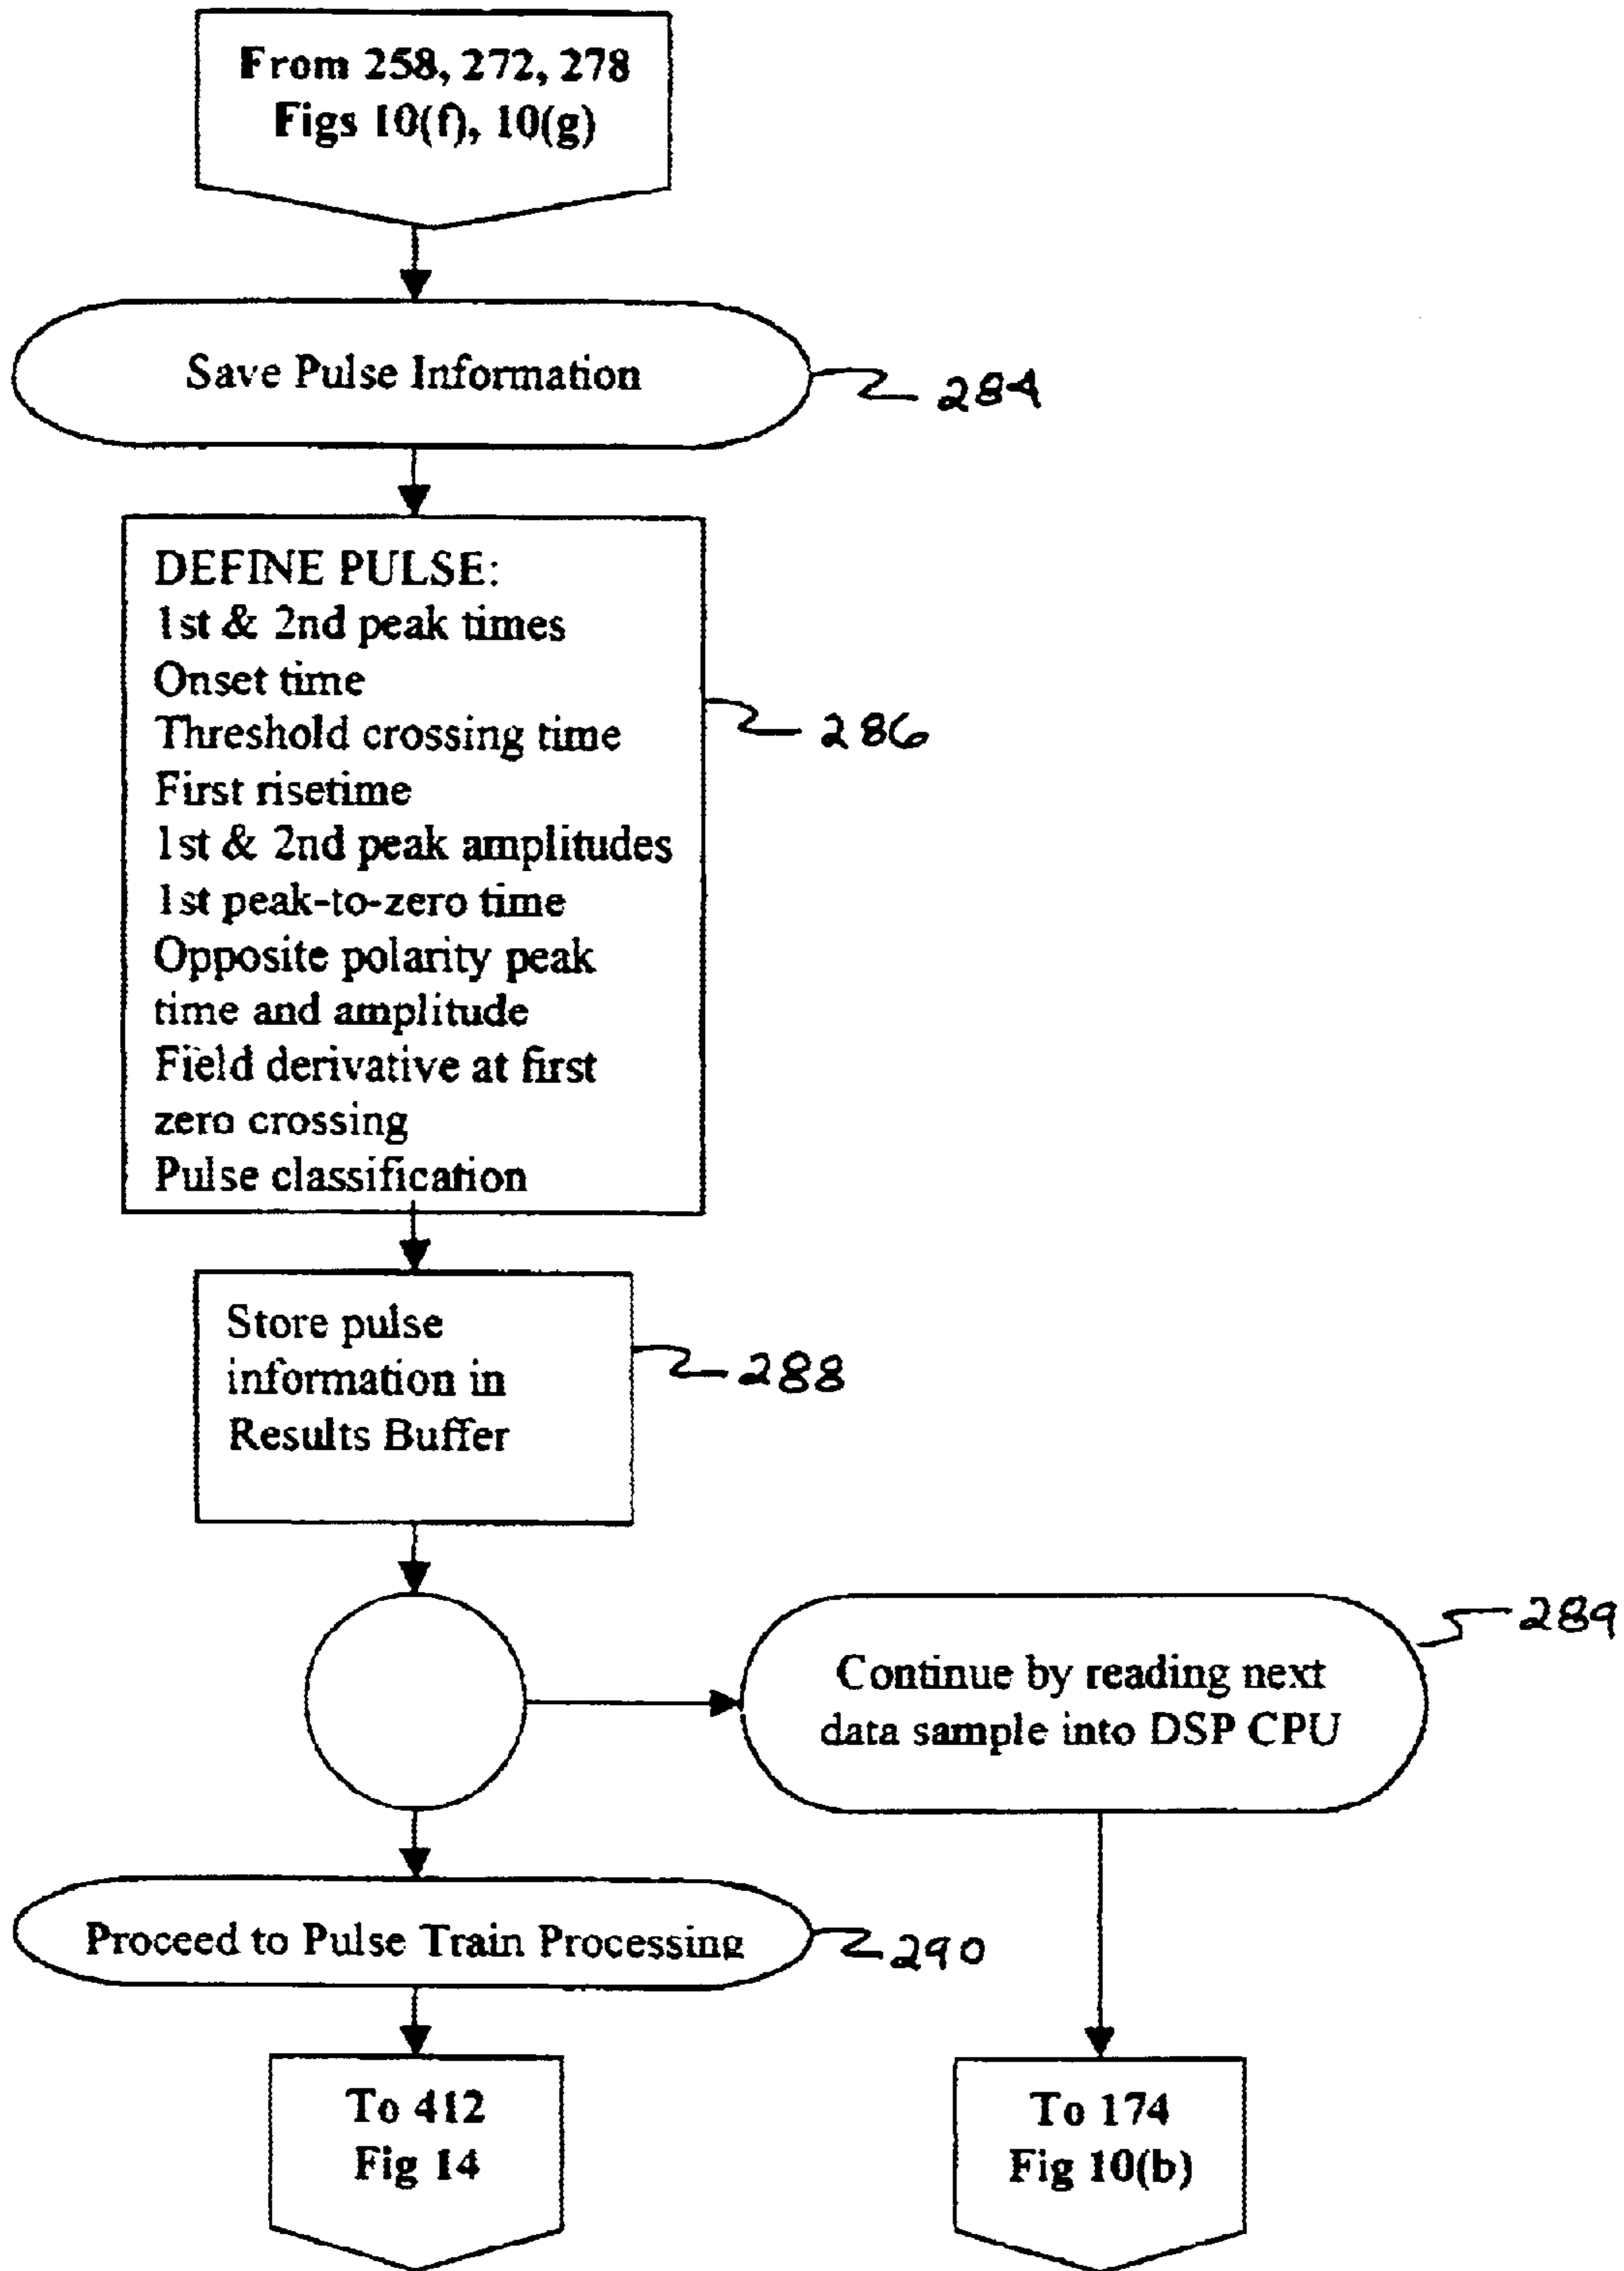 From 258, 272, 278
Figs 10(f), 10(g)
Save Pulse Information
284
DEFINE PULSE:
1st & 2nd peak times
Onset time
Threshold crossing time
First risetime
1st & 2nd peak amplitudes
1st peak-to-zero time
Opposite polarity peak
time and amplitude
Field derivative at first
zero crossing
Pulse classification
286
Store pulse
information in
Results Buffer
288
Continue by reading next
data sample into DSP CPU
289
Proceed to Pulse Train Processing
290
To 412
Fig 14
To 174
Fig 10(b)